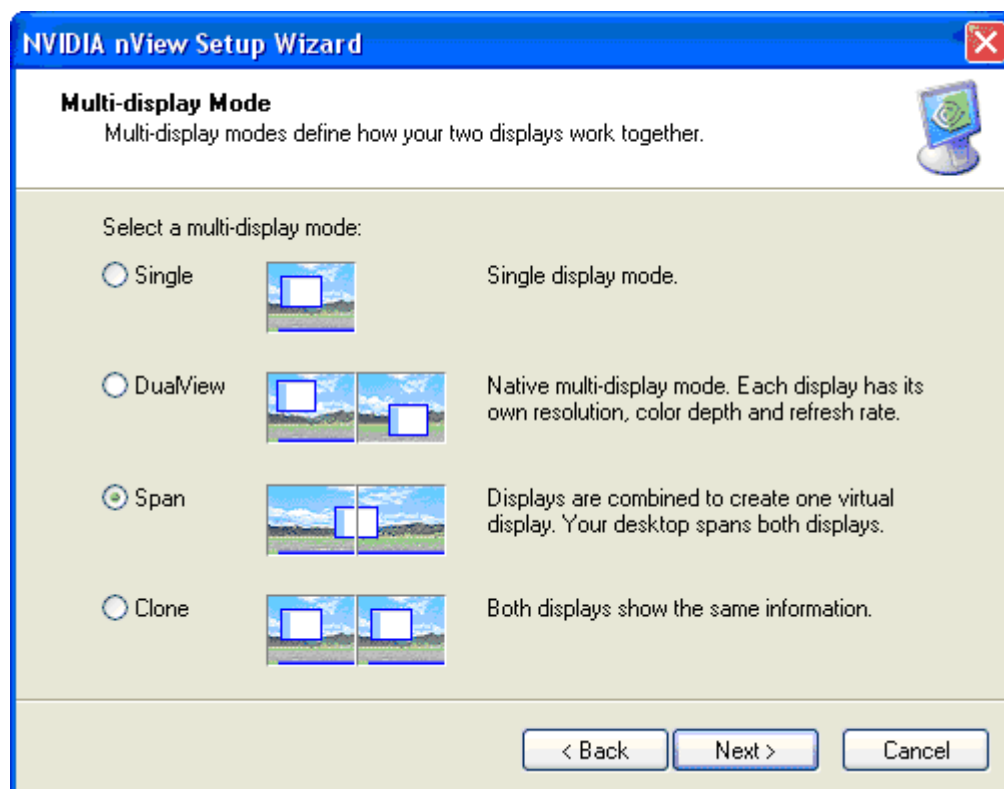 NVIDIA nView Setup Wizard
Multi-display Mode
Multi-display modes define how your two displays work together.
Select a multi-display mode:
Single
Single display mode.
DualView
Native multi-display mode. Each display has its
own resolution, color depth and refresh rate.
Span
Displays are combined to create one virtual
display. Your desktop spans both displays.
Clone
Both displays show the same information.
< Back
Next >
Cancel